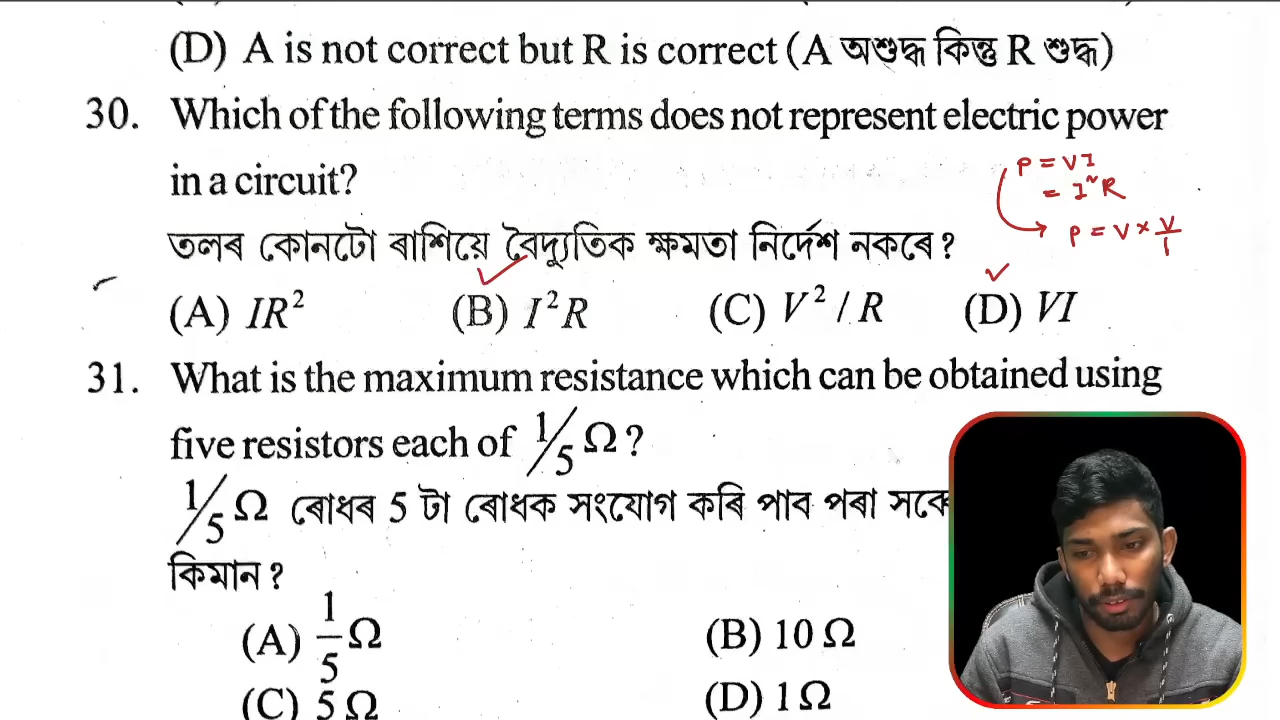 (D) A is not correct but R is correct (A অশুদ্ধ কিন্তু R শুদ্ধ)
30. Which of the following terms does not represent electric power
in a circuit?
P = VI
= I² R
তলৰ কোনটো ৰাশিয়ে বৈদ্যুতিক ক্ষমতা নিৰ্দেশ নকৰে ?
P = V × V/
(A) IR² (B) I²R (C) V² / R (D) VI
31. What is the maximum resistance which can be obtained using
five resistors each of 1/5 Ω ?
1/5 Ω ৰোধৰ 5 টা ৰোধক সংযোগ কৰি পাব পৰা
কিমান ?
(A) 1/5 Ω (B) 10 Ω
(C) 5 Ω (D) 1 Ω